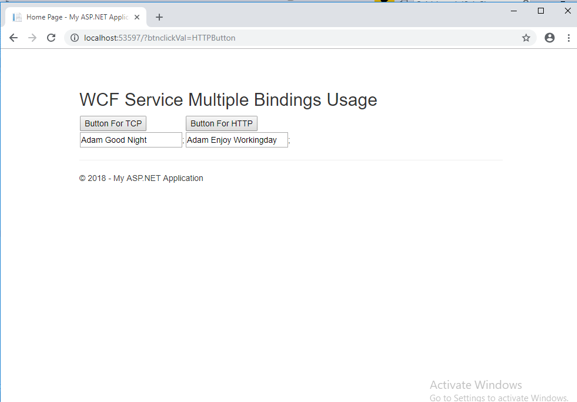 Home Page - My ASP.NET Applic
localhost:53597/?btnclickVal=HTTPButton
WCF Service Multiple Bindings Usage
Button For TCP Button For HTTP
Adam Good Night ; Adam Enjoy Workingday ;
© 2018 - My ASP.NET Application
Activate Windows
Go to Settings to activate Windows.